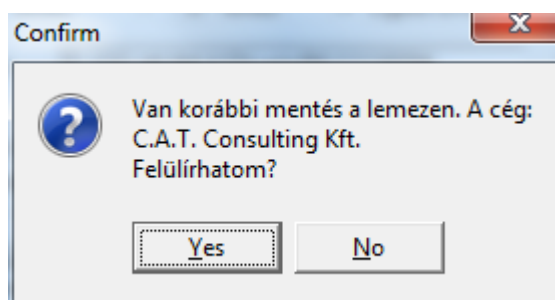 Confirm
Van korábbi mentés a lemezen. A cég:
C.A.T. Consulting Kft.
Felülírhatom?
Yes
No